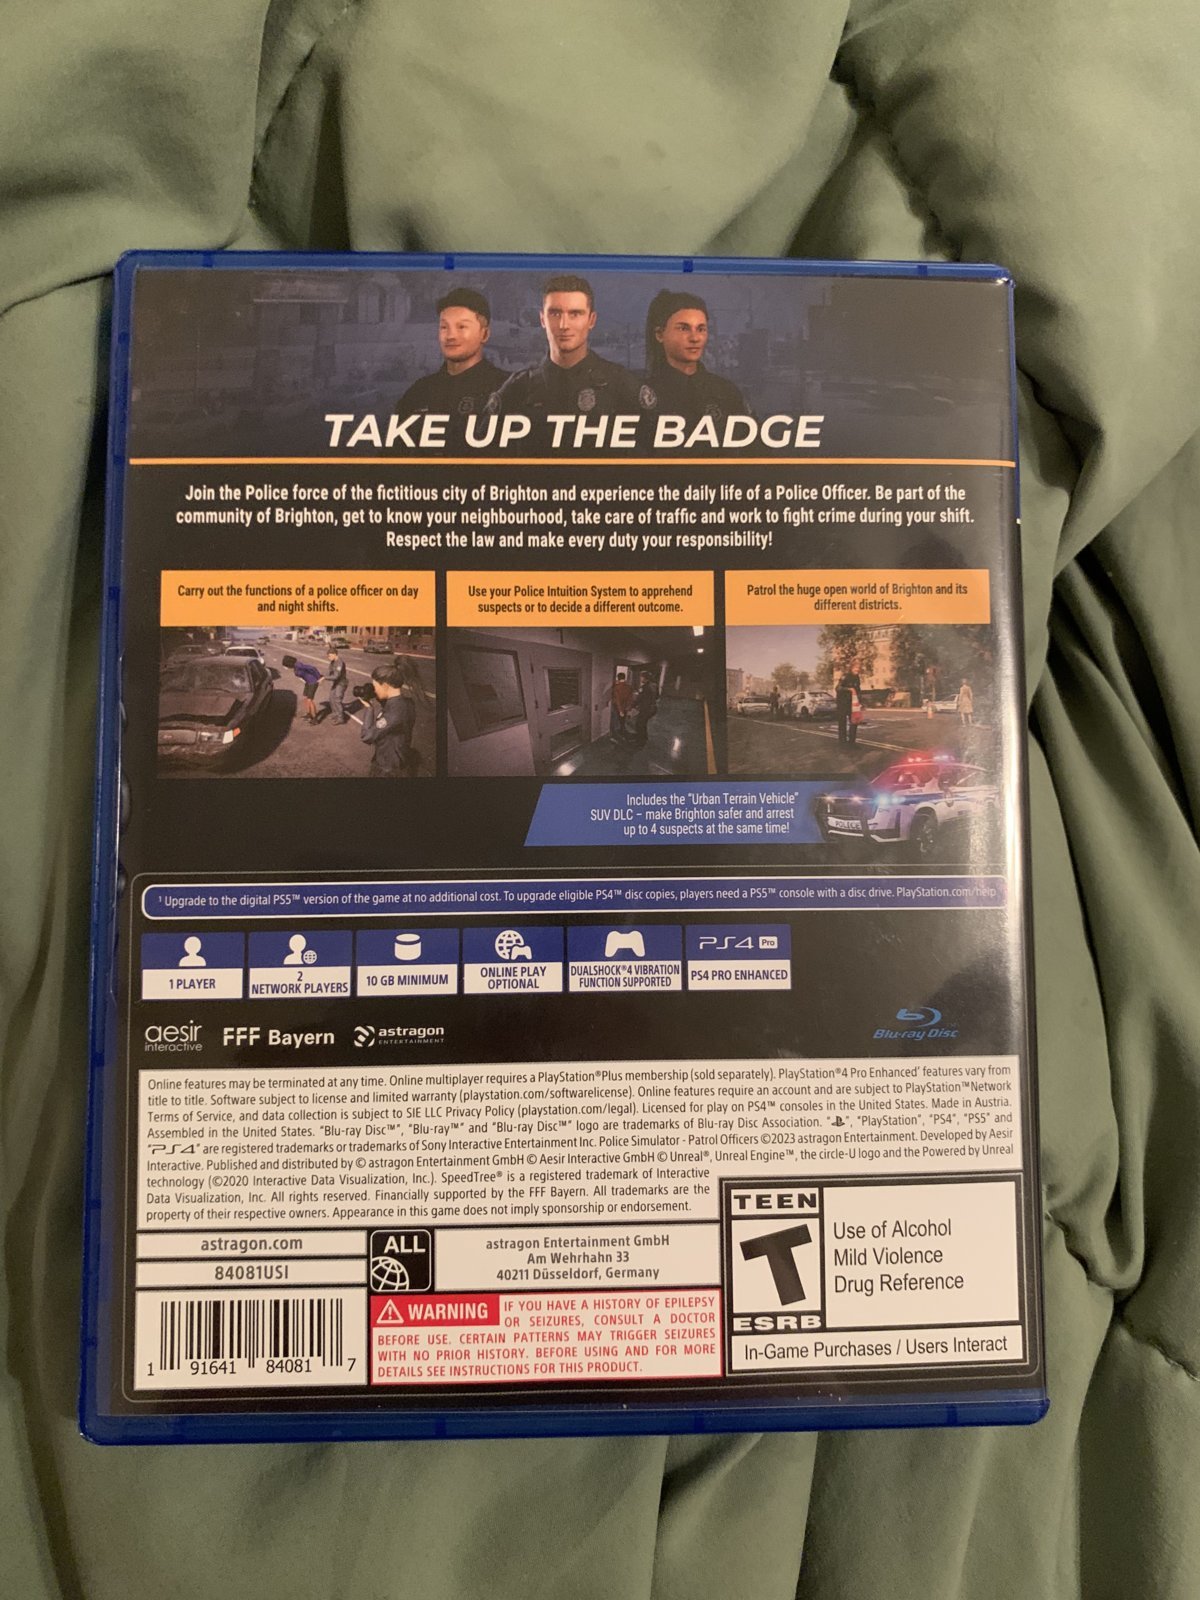 TAKE UP THE BADGE
Join the Police force of the fictitious city of Brighton and experience the daily life of a Police Officer. Be part of the
community of Brighton, get to know your neighbourhood, take care of traffic and work to fight crime during your shift.
Respect the law and make every duty your responsibility!
Carry out the functions of a police officer on day
and night shifts.
Use your Police Intuition System to apprehend
suspects or to decide a different outcome.
Patrol the huge open world of Brighton and its
different districts.
Includes the "Urban Terrain Vehicle"
SUV DLC – make Brighton safer and arrest
up to 4 suspects at the same time!
POLICE
¹ Upgrade to the digital PS5™ version of the game at no additional cost. To upgrade eligible PS4™ disc copies, players need a PS5™ console with a disc drive. PlayStation.com/help
1 PLAYER
2
NETWORK PLAYERS
10 GB MINIMUM
ONLINE PLAY
OPTIONAL
DUALSHOCK®4 VIBRATION
FUNCTION SUPPORTED
PS4 Pro
PS4 PRO ENHANCED
aesir
interactive
FFF Bayern
astragon
ENTERTAINMENT
Blu-ray Disc
Online features may be terminated at any time. Online multiplayer requires a PlayStation®Plus membership (sold separately). PlayStation®4 Pro Enhanced' features vary from
title to title. Software subject to license and limited warranty (playstation.com/softwarelicense). Online features require an account and are subject to PlayStation™Network
Terms of Service, and data collection is subject to SIE LLC Privacy Policy (playstation.com/legal). Licensed for play on PS4™ consoles in the United States. Made in Austria.
Assembled in the United States. "Blu-ray Disc™", "Blu-ray™" and "Blu-ray Disc™" logo are trademarks of Blu-ray Disc Association. "PS", "PlayStation", "PS4", "PS5" and
"PS4" are registered trademarks or trademarks of Sony Interactive Entertainment Inc. Police Simulator - Patrol Officers ©2023 astragon Entertainment. Developed by Aesir
Interactive. Published and distributed by © astragon Entertainment GmbH © Aesir Interactive GmbH © Unreal®, Unreal Engine™, the circle-U logo and the Powered by Unreal
technology (©2020 Interactive Data Visualization, Inc.). SpeedTree® is a registered trademark of Interactive
Data Visualization, Inc. All rights reserved. Financially supported by the FFF Bayern. All trademarks are the
property of their respective owners. Appearance in this game does not imply sponsorship or endorsement.
astragon.com
84081USI
ALL
astragon Entertainment GmbH
Am Wehrhahn 33
40211 Düsseldorf, Germany
WARNING IF YOU HAVE A HISTORY OF EPILEPSY
OR SEIZURES, CONSULT A DOCTOR
BEFORE USE. CERTAIN PATTERNS MAY TRIGGER SEIZURES
WITH NO PRIOR HISTORY. BEFORE USING AND FOR MORE
DETAILS SEE INSTRUCTIONS FOR THIS PRODUCT.
1 91641 84081 7
TEEN
T
ESRB
Use of Alcohol
Mild Violence
Drug Reference
In-Game Purchases / Users Interact